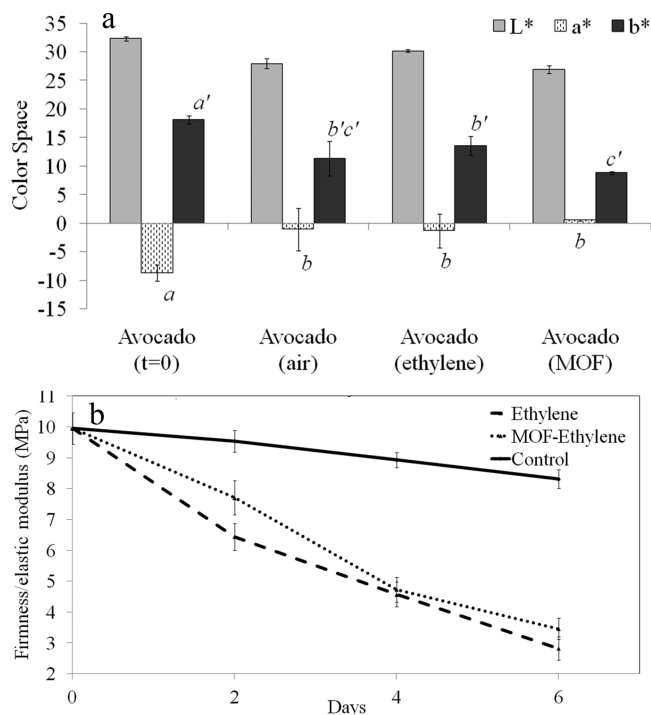 a
L* a* b*
35
30
25
20
15
10
5
0
-5
-10
-15
Color Space
a'
b'c'
b'
c'
a
b
b
b
Avocado Avocado Avocado Avocado
(t=0) (air) (ethylene) (MOF)
b
11
10
9
8
7
6
5
4
3
2
Firmness/elastic modulus (MPa)
Ethylene
MOF-Ethylene
Control
0 2 4 6
Days